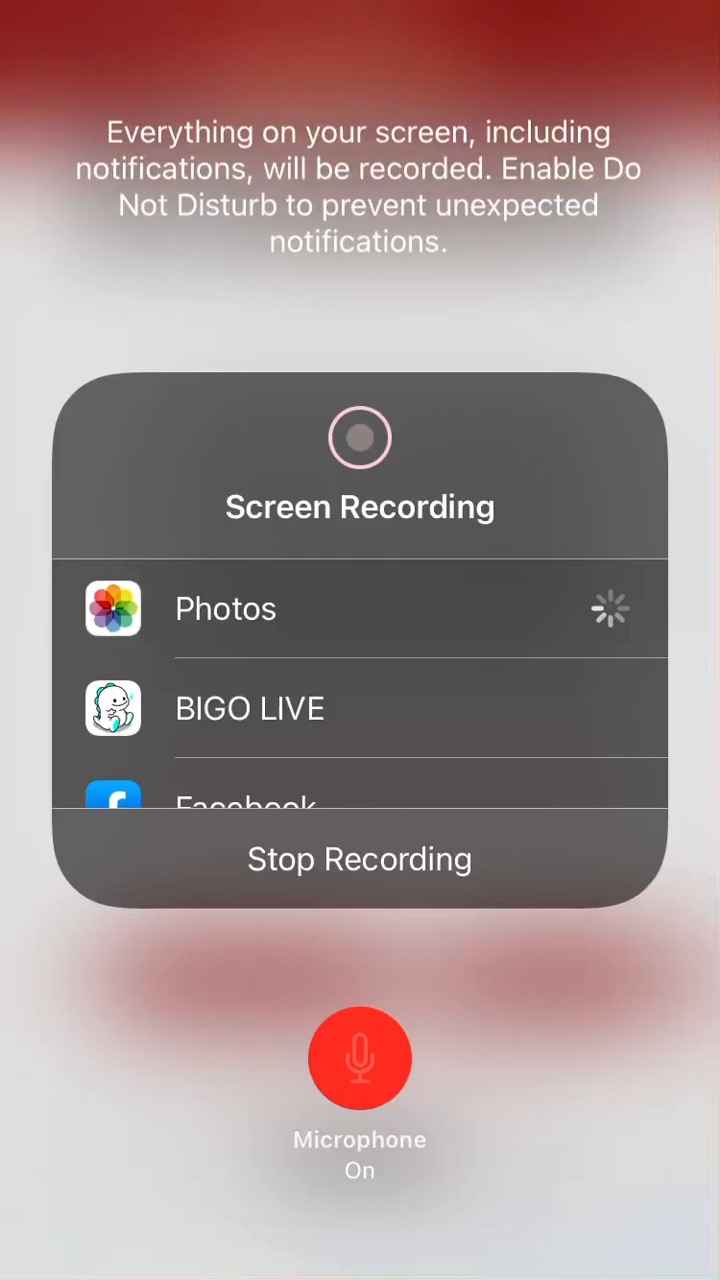 Everything on your screen, including
notifications, will be recorded. Enable Do
Not Disturb to prevent unexpected
notifications.
Screen Recording
Photos
BIGO LIVE
Facebook
Stop Recording
Microphone
On